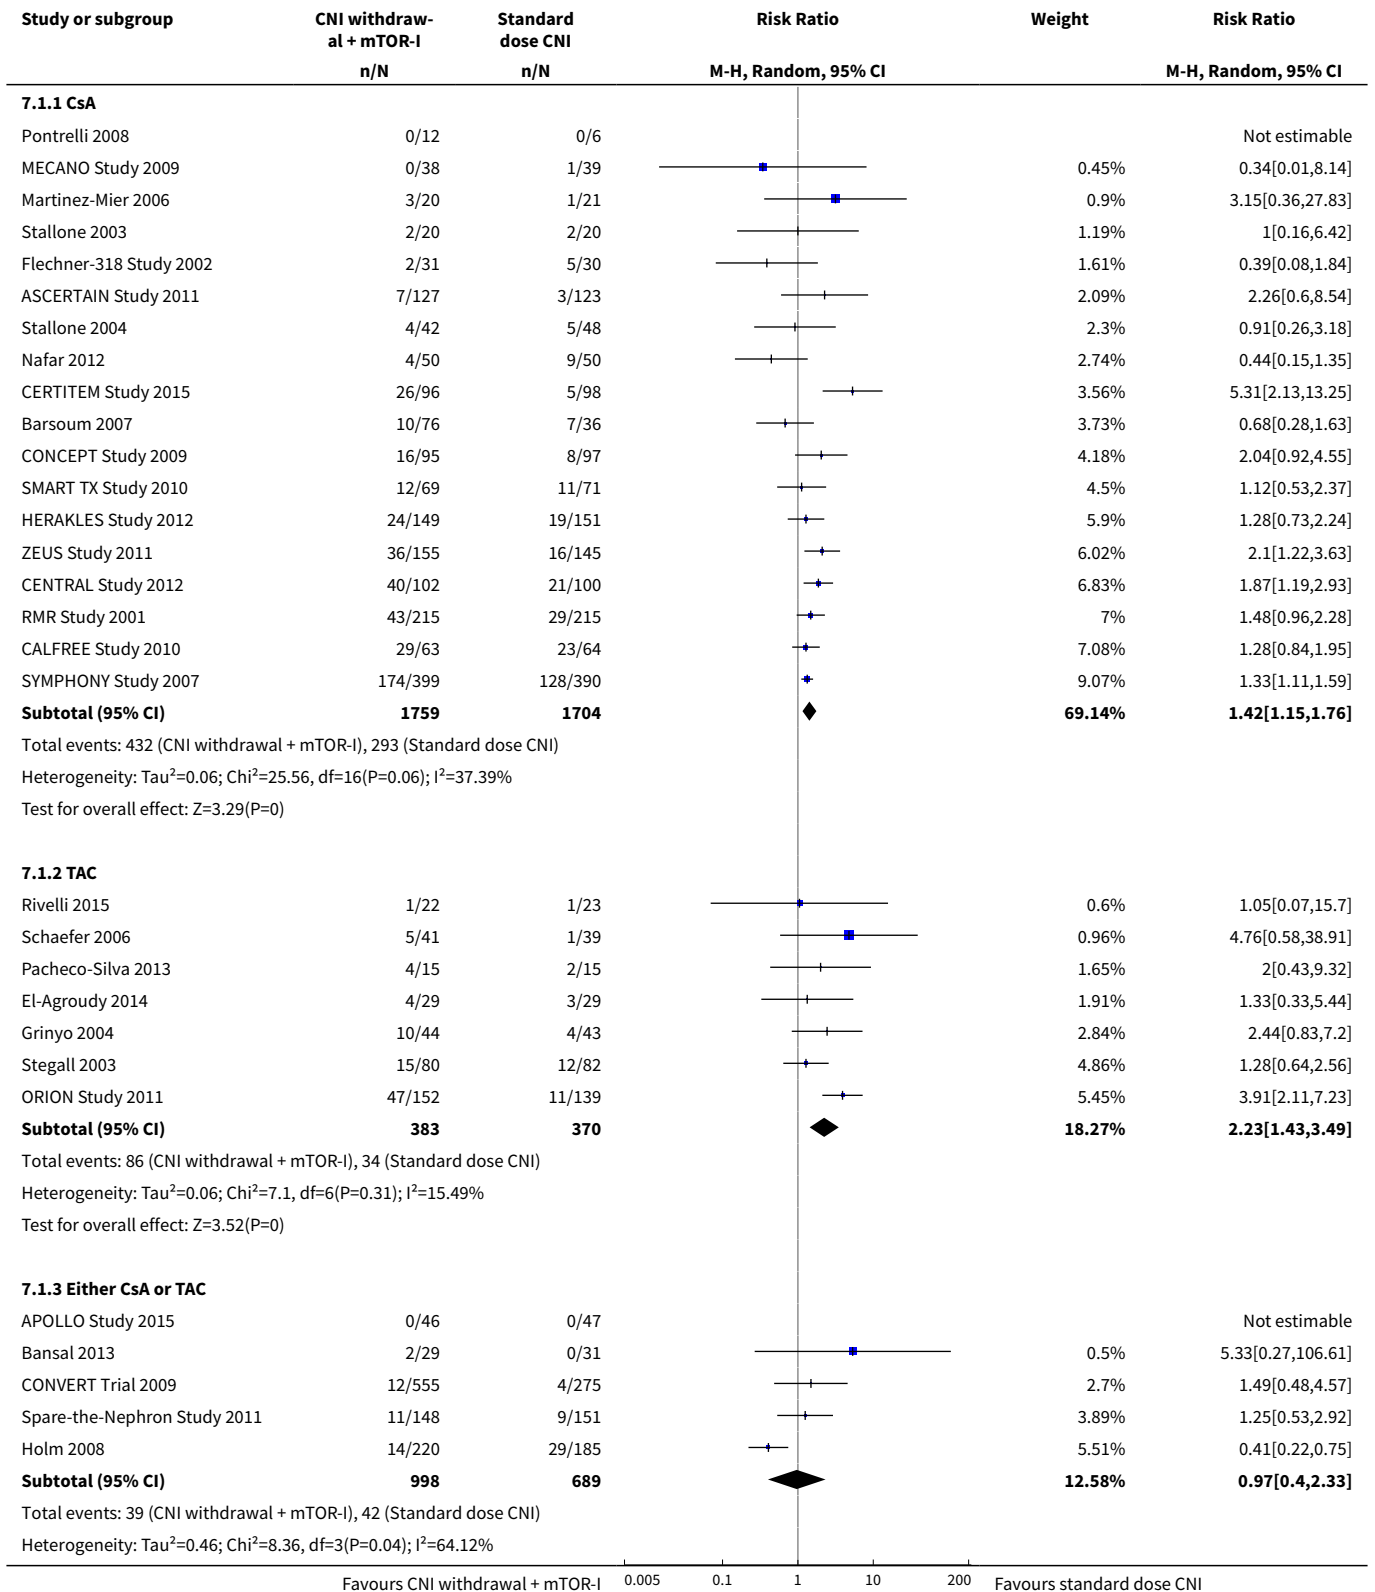 Study or subgroup CNI withdraw- Standard Risk Ratio Weight Risk Ratio
al + mTOR-I dose CNI
n/N n/N M-H, Random, 95% CI M-H, Random, 95% CI
7.1.1 CsA
Pontrelli 2008 0/12 0/6 Not estimable
MECANO Study 2009 0/38 1/39 0.45% 0.34[0.01,8.14]
Martinez-Mier 2006 3/20 1/21 0.9% 3.15[0.36,27.83]
Stallone 2003 2/20 2/20 1.19% 1[0.16,6.42]
Flechner-318 Study 2002 2/31 5/30 1.61% 0.39[0.08,1.84]
ASCERTAIN Study 2011 7/127 3/123 2.09% 2.26[0.6,8.54]
Stallone 2004 4/42 5/48 2.3% 0.91[0.26,3.18]
Nafar 2012 4/50 9/50 2.74% 0.44[0.15,1.35]
CERTITEM Study 2015 26/96 5/98 3.56% 5.31[2.13,13.25]
Barsoum 2007 10/76 7/36 3.73% 0.68[0.28,1.63]
CONCEPT Study 2009 16/95 8/97 4.18% 2.04[0.92,4.55]
SMART TX Study 2010 12/69 11/71 4.5% 1.12[0.53,2.37]
HERAKLES Study 2012 24/149 19/151 5.9% 1.28[0.73,2.24]
ZEUS Study 2011 36/155 16/145 6.02% 2.1[1.22,3.63]
CENTRAL Study 2012 40/102 21/100 6.83% 1.87[1.19,2.93]
RMR Study 2001 43/215 29/215 7% 1.48[0.96,2.28]
CALFREE Study 2010 29/63 23/64 7.08% 1.28[0.84,1.95]
SYMPHONY Study 2007 174/399 128/390 9.07% 1.33[1.11,1.59]
Subtotal (95% CI) 1759 1704 69.14% 1.42[1.15,1.76]
Total events: 432 (CNI withdrawal + mTOR-I), 293 (Standard dose CNI)
Heterogeneity: Tau²=0.06; Chi²=25.56, df=16(P=0.06); I²=37.39%
Test for overall effect: Z=3.29(P=0)
7.1.2 TAC
Rivelli 2015 1/22 1/23 0.6% 1.05[0.07,15.7]
Schaefer 2006 5/41 1/39 0.96% 4.76[0.58,38.91]
Pacheco-Silva 2013 4/15 2/15 1.65% 2[0.43,9.32]
El-Agroudy 2014 4/29 3/29 1.91% 1.33[0.33,5.44]
Grinyo 2004 10/44 4/43 2.84% 2.44[0.83,7.2]
Stegall 2003 15/80 12/82 4.86% 1.28[0.64,2.56]
ORION Study 2011 47/152 11/139 5.45% 3.91[2.11,7.23]
Subtotal (95% CI) 383 370 18.27% 2.23[1.43,3.49]
Total events: 86 (CNI withdrawal + mTOR-I), 34 (Standard dose CNI)
Heterogeneity: Tau²=0.06; Chi²=7.1, df=6(P=0.31); I²=15.49%
Test for overall effect: Z=3.52(P=0)
7.1.3 Either CsA or TAC
APOLLO Study 2015 0/46 0/47 Not estimable
Bansal 2013 2/29 0/31 0.5% 5.33[0.27,106.61]
CONVERT Trial 2009 12/555 4/275 2.7% 1.49[0.48,4.57]
Spare-the-Nephron Study 2011 11/148 9/151 3.89% 1.25[0.53,2.92]
Holm 2008 14/220 29/185 5.51% 0.41[0.22,0.75]
Subtotal (95% CI) 998 689 12.58% 0.97[0.4,2.33]
Total events: 39 (CNI withdrawal + mTOR-I), 42 (Standard dose CNI)
Heterogeneity: Tau²=0.46; Chi²=8.36, df=3(P=0.04); I²=64.12%
Favours CNI withdrawal + mTOR-I 0.005 0.1 1 10 200 Favours standard dose CNI